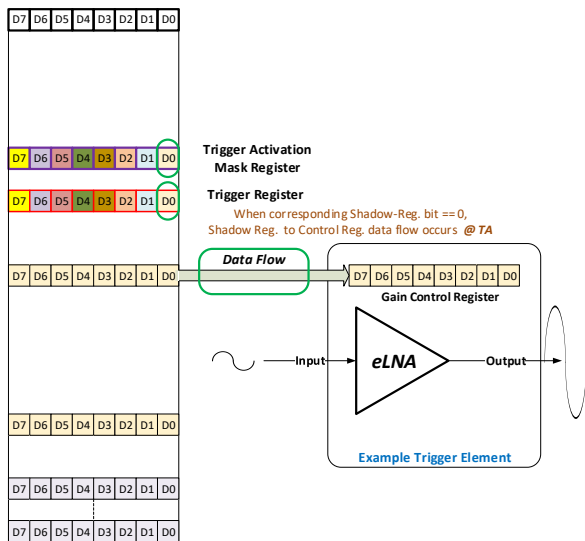 D7 D6 D5 D4 D3 D2 D1 D0
D7 D6 D5 D4 D3 D2 D1 D0
Trigger Activation
Mask Register
D7 D6 D5 D4 D3 D2 D1 D0
Trigger Register
When corresponding Shadow-Reg. bit == 0,
Shadow Reg. to Control Reg. data flow occurs @ TA
Data Flow
D7 D6 D5 D4 D3 D2 D1 D0
D7 D6 D5 D4 D3 D2 D1 D0
Gain Control Register
Input
eLNA
Output
D7 D6 D5 D4 D3 D2 D1 D0
Example Trigger Element
D7 D6 D5 D4 D3 D2 D1 D0
D7 D6 D5 D4 D3 D2 D1 D0